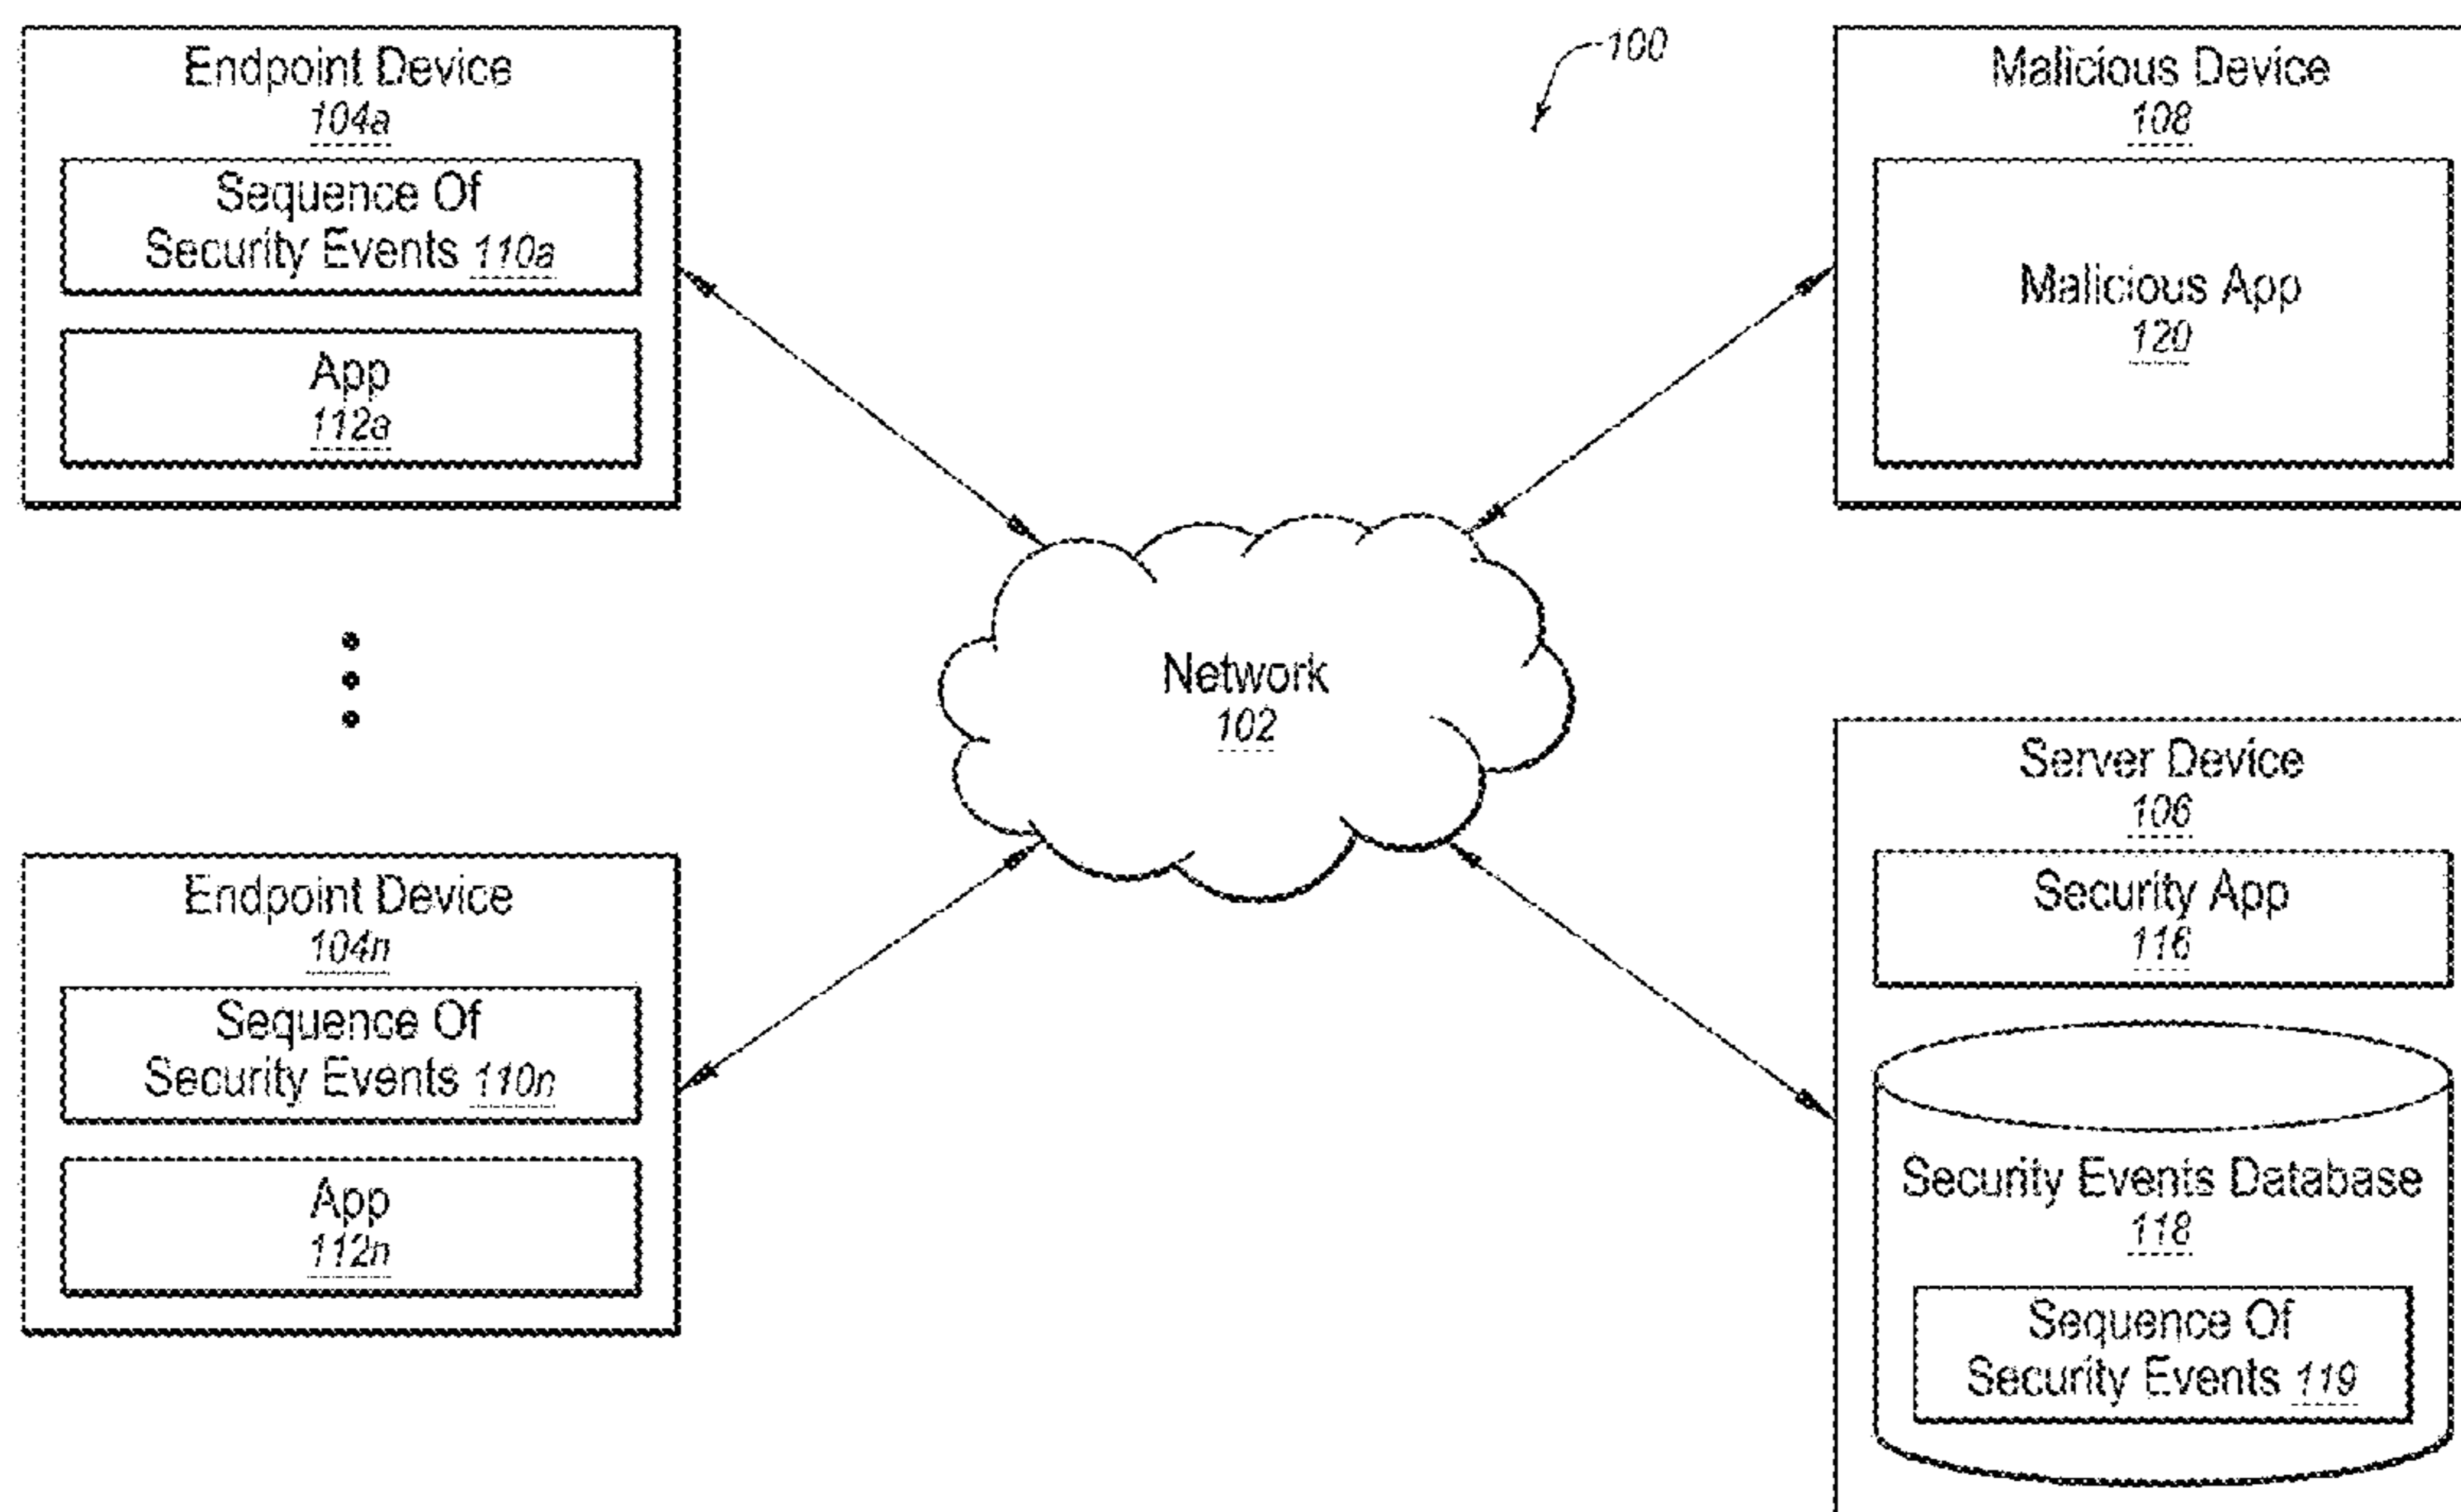 100
Endpoint Device
104a
Sequence Of
Security Events 110a
App
112a
Malicious Device
108
Malicious App
120
Network
102
Endpoint Device
104n
Sequence Of
Security Events 110n
App
112n
Server Device
106
Security App
116
Security Events Database
118
Sequence Of
Security Events 119